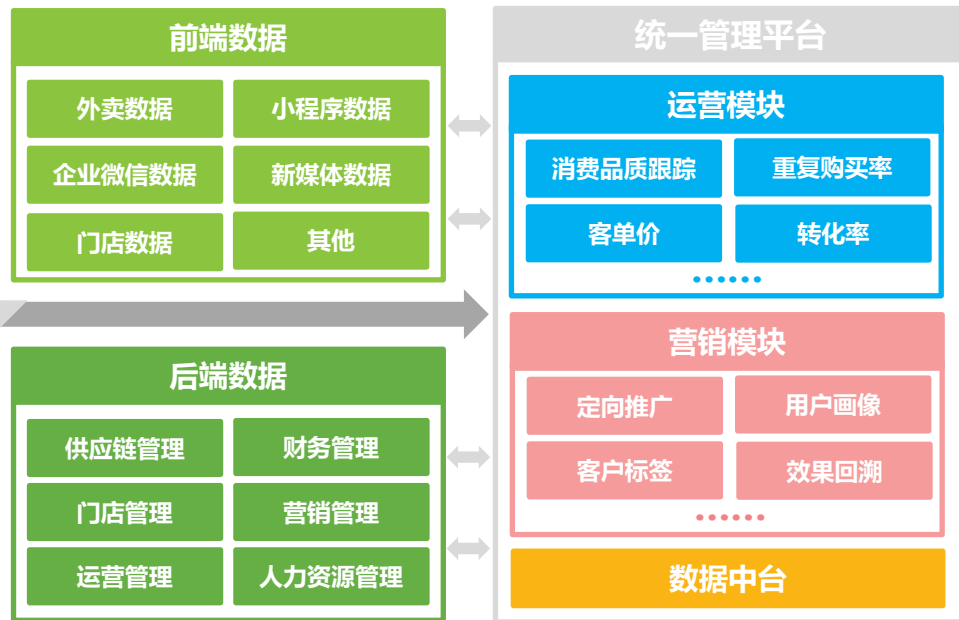 前端数据
外卖数据
小程序数据
企业微信数据
新媒体数据
门店数据
其他
后端数据
供应链管理
财务管理
门店管理
营销管理
运营管理
人力资源管理
统一管理平台
运营模块
消费品质跟踪
重复购买率
客单价
转化率
······
营销模块
定向推广
用户画像
客户标签
效果回溯
······
数据中台